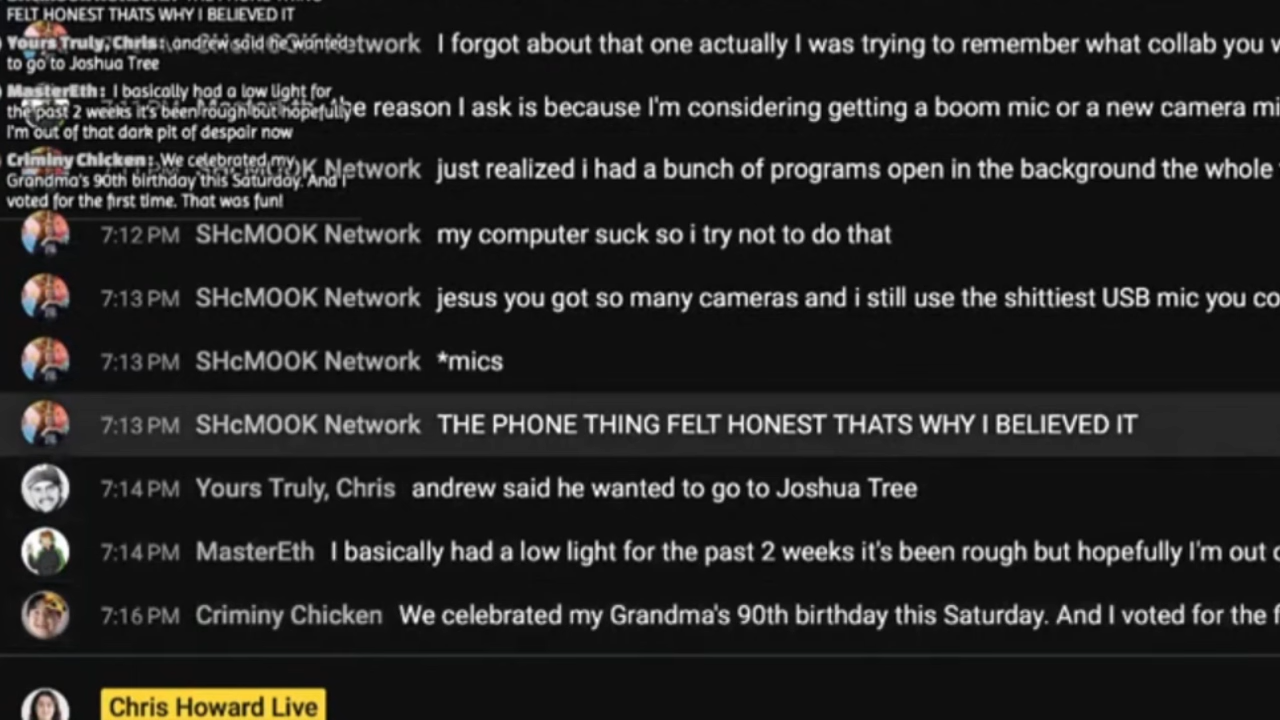 FELT HONEST THATS WHY I BELIEVED IT
Yours Truly, Chris: andrew said he wanted
to go to Joshua Tree
MasterEth: I basically had a low light for
the past 2 weeks it's been rough but hopefully
I'm out of that dark pit of despair now
Criminy Chicken: We celebrated my
Grandma's 90th birthday this Saturday. And I
voted for the first time. That was fun!
Network I forgot about that one actually I was trying to remember what collab you
the reason I ask is because I'm considering getting a boom mic or a new camera
Network just realized i had a bunch of programs open in the background the whole
7:12 PM SHcMOOK Network my computer suck so i try not to do that
7:13 PM SHcMOOK Network jesus you got so many cameras and i still use the shittiest USB mic you
7:13 PM SHcMOOK Network *mics
7:13 PM SHcMOOK Network THE PHONE THING FELT HONEST THATS WHY I BELIEVED IT
7:14 PM Yours Truly, Chris andrew said he wanted to go to Joshua Tree
7:14 PM MasterEth I basically had a low light for the past 2 weeks it's been rough but hopefully I'm out
7:16 PM Criminy Chicken We celebrated my Grandma's 90th birthday this Saturday. And I voted for the
Chris Howard Live